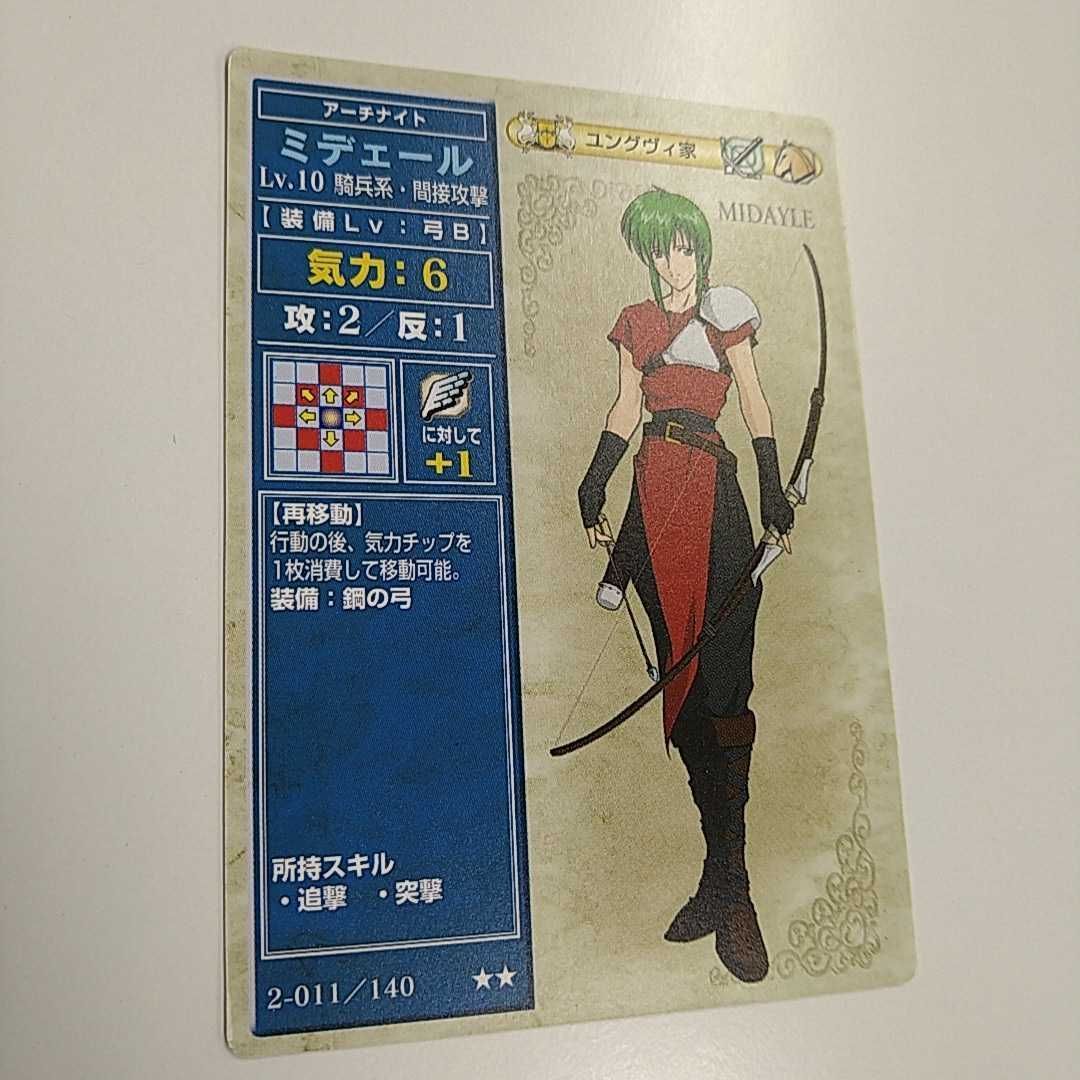 アーチナイト
ミデェール
Lv.10 騎兵系・間接攻撃
【装備Lv:弓B】
気力:6
攻:2/反:1
に対して
+1
【再移動】
行動の後、気力チップを
1枚消費して移動可能。
装備:鋼の弓
所持スキル
・追撃 ・突撃
2-011/140 ★★
ユングヴィ家
MIDAYLE